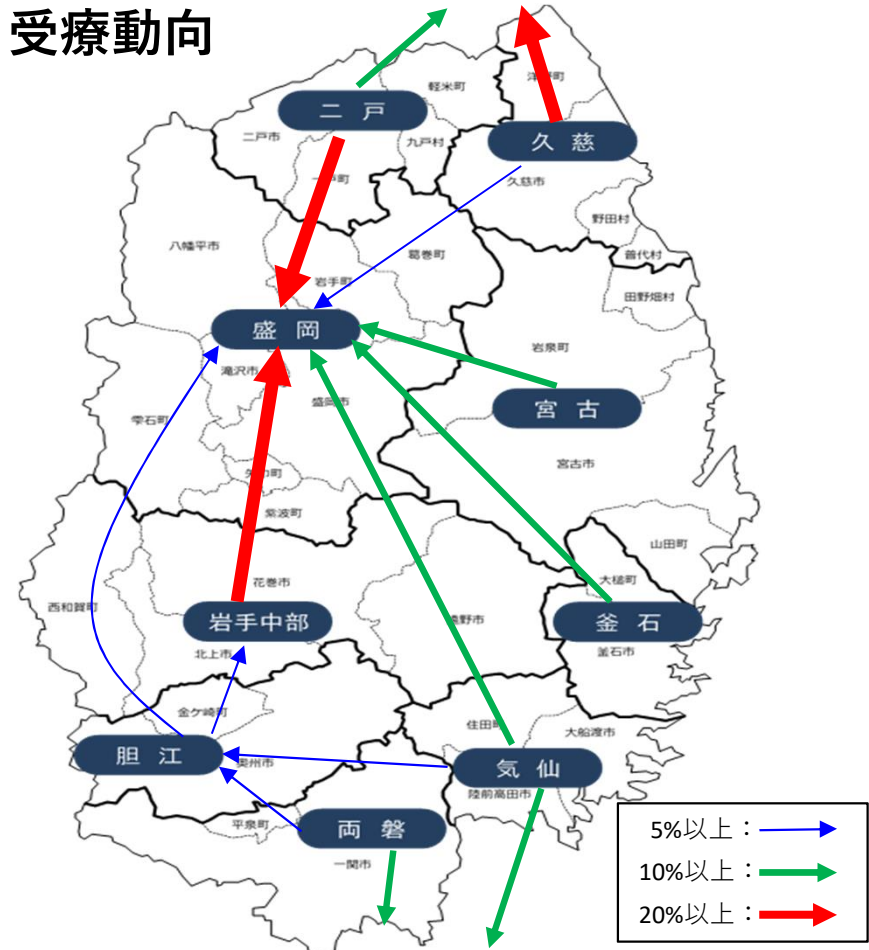 受療動向
軽米町
二 戸
二戸市
九戸村
久 慈
久慈市
野田村
普代村
八幡平市
葛巻町
岩手町
田野畑村
盛 岡
岩泉町
滝沢市
盛岡市
雫石町
宮 古
宮古市
紫波町
山田町
花巻市
大槌町
西和賀町
岩手中部
釜 石
北上市
釜石市
金ケ崎町
住田町
大船渡市
胆 江
奥州市
気 仙
陸前高田市
平泉町
両 磐
一関市
5%以上：
10%以上：
20%以上：